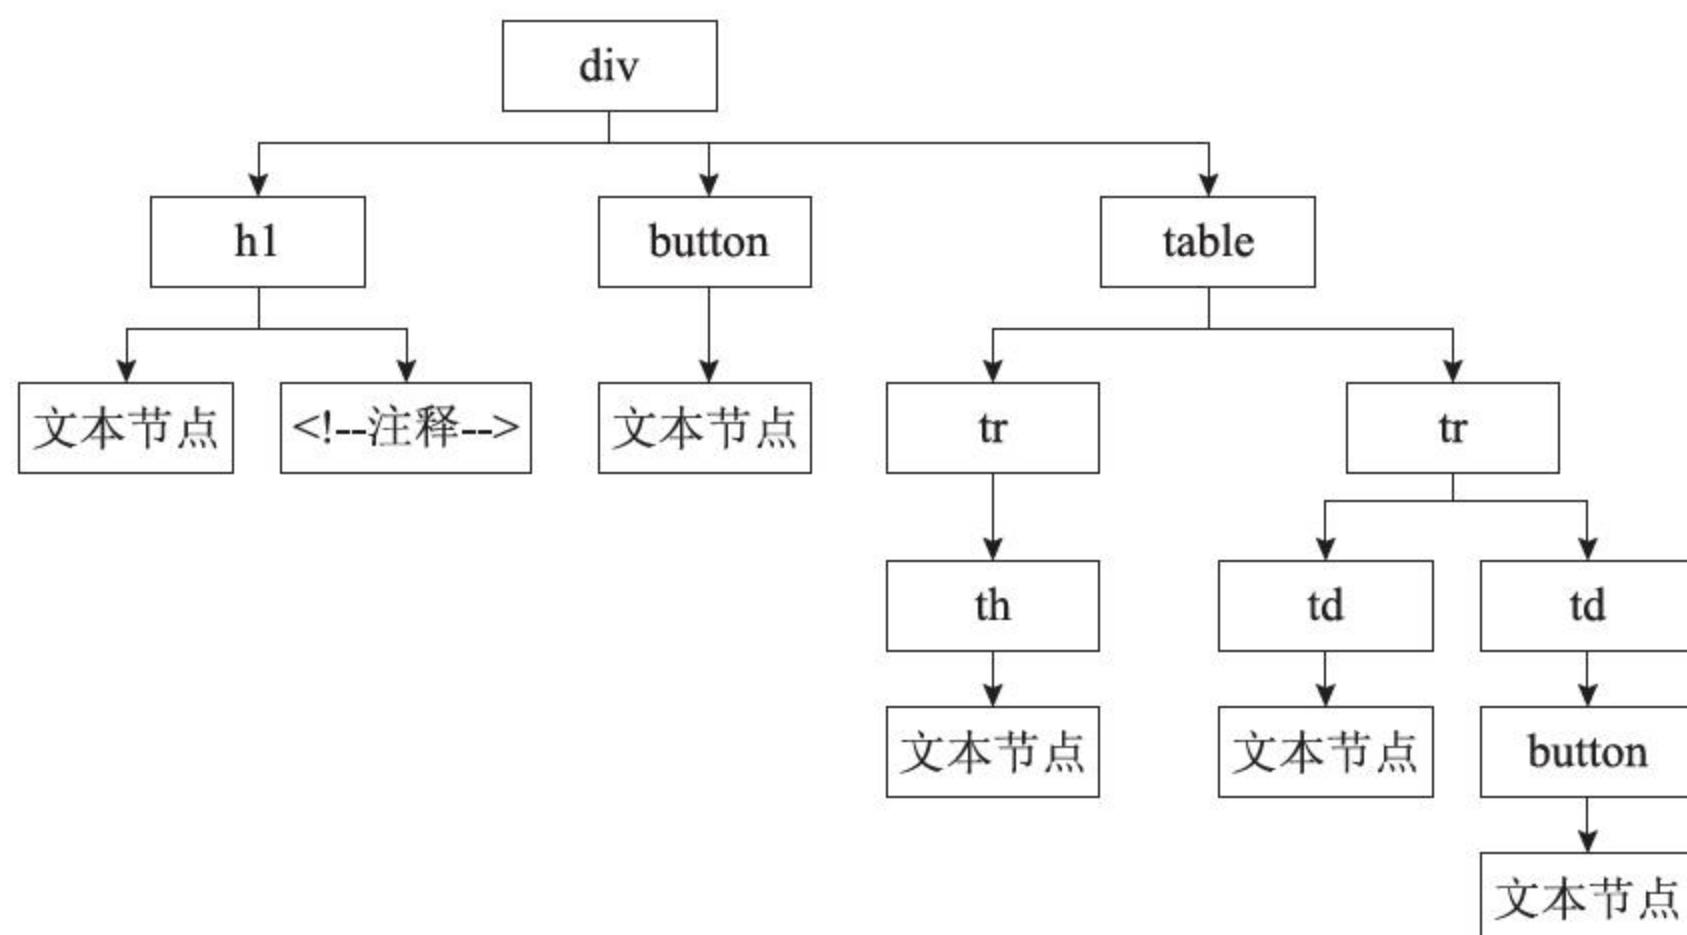 div
h1
button
table
文本节点
<!--注释-->
文本节点
tr
tr
th
td
td
文本节点
文本节点
button
文本节点